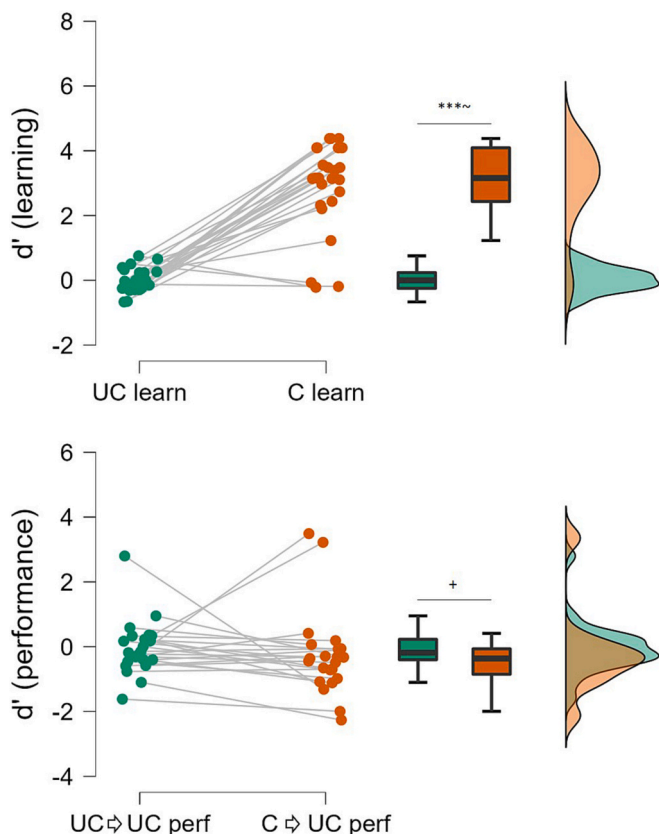 8
6
4
2
0
-2
d' (learning)
***~
UC learn
C learn
6
4
2
0
-2
-4
d' (performance)
+
UC⇨UC perf
C ⇨ UC perf